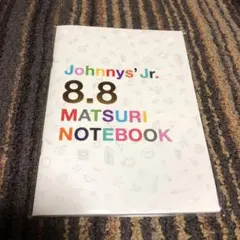 Johnnys' Jr.
8.8
MATSURI
NOTEBOOK